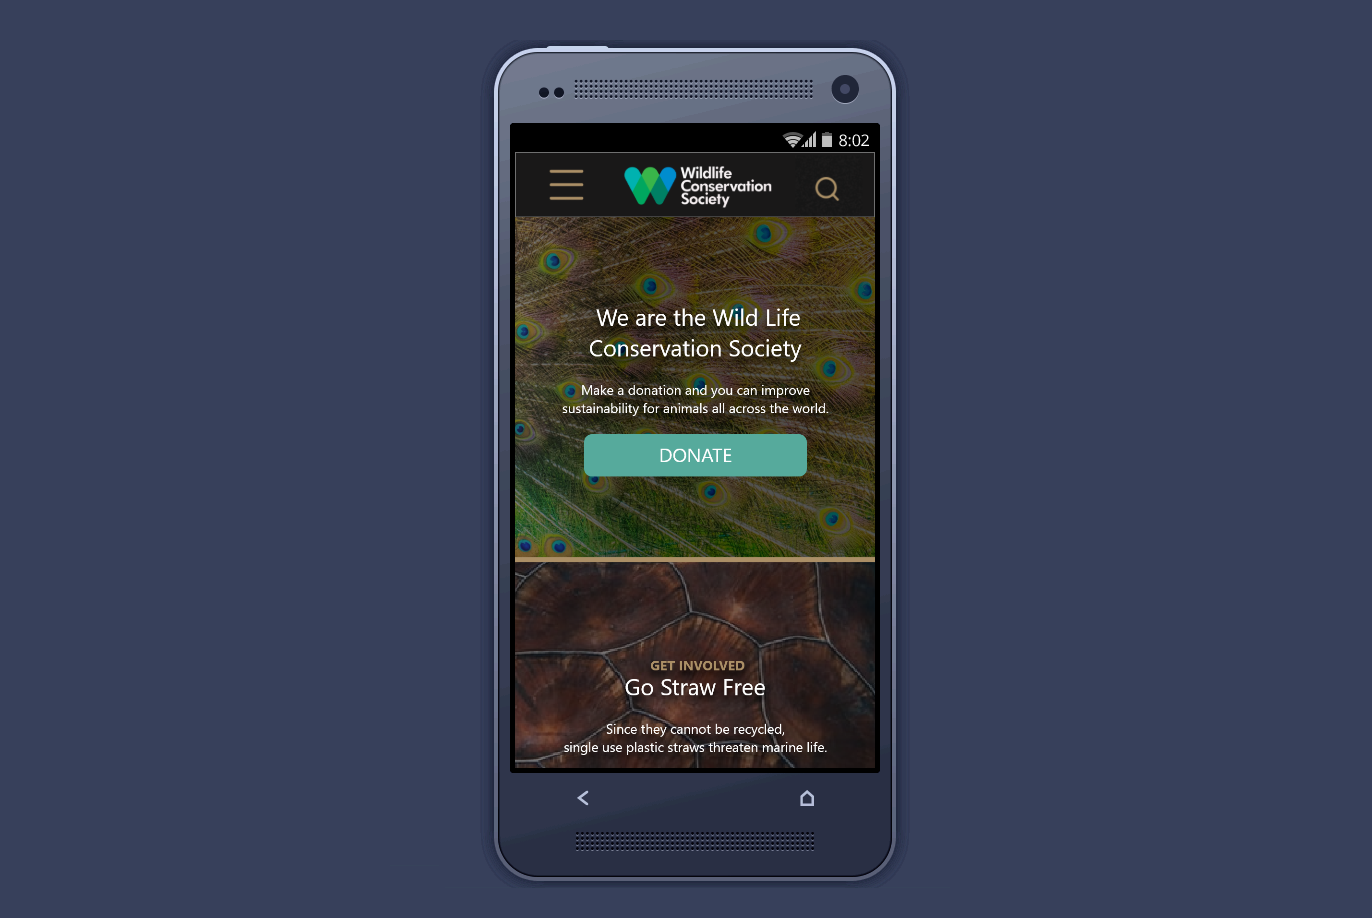 8:02
Wildlife
Conservation
Society
We are the Wild Life
Conservation Society
Make a donation and you can improve
sustainability for animals all across the world.
DONATE
GET INVOLVED
Go Straw Free
Since they cannot be recycled,
single use plastic straws threaten marine life.